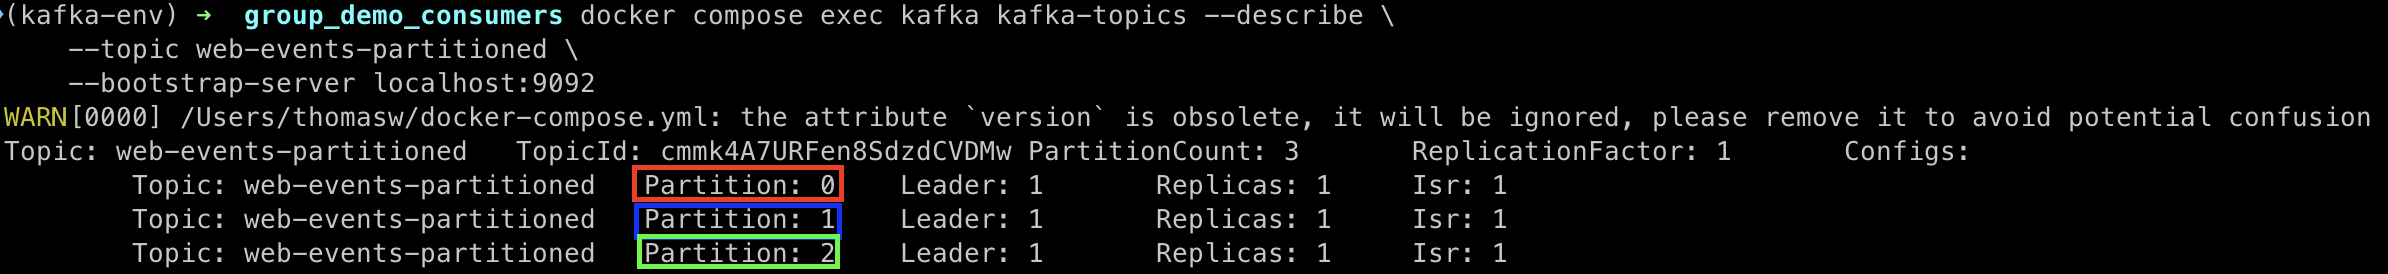 (kafka-env) ➜ group_demo_consumers docker compose exec kafka kafka-topics --describe \
--topic web-events-partitioned \
--bootstrap-server localhost:9092
WARN[0000] /Users/thomasw/docker-compose.yml: the attribute `version` is obsolete, it will be ignored, please remove it to avoid potential confusion
Topic: web-events-partitioned TopicId: cmmk4A7URFen8SdzdCVDMw PartitionCount: 3 ReplicationFactor: 1 Configs:
Topic: web-events-partitioned Partition: 0 Leader: 1 Replicas: 1 Isr: 1
Topic: web-events-partitioned Partition: 1 Leader: 1 Replicas: 1 Isr: 1
Topic: web-events-partitioned Partition: 2 Leader: 1 Replicas: 1 Isr: 1